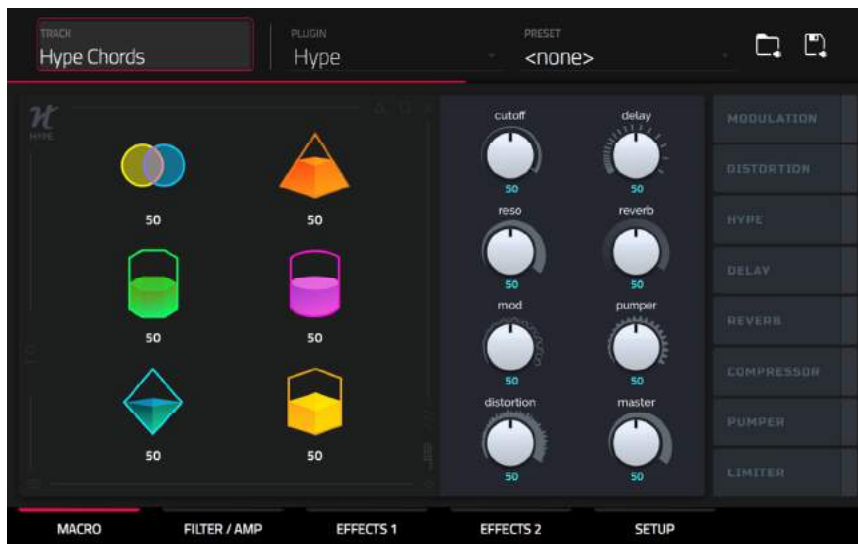 TRACK
Hype Chords
PLUGIN
Hype
PRESET
<none>
HYPE
50
50
50
50
50
50
cutoff
delay
50
50
reso
reverb
50
50
mod
pumper
50
50
distortion
master
50
50
MODULATION
DISTORTION
HYPE
DELAY
REVERB
COMPRESSOR
PUMPER
LIMITER
MACRO
FILTER / AMP
EFFECTS 1
EFFECTS 2
SETUP